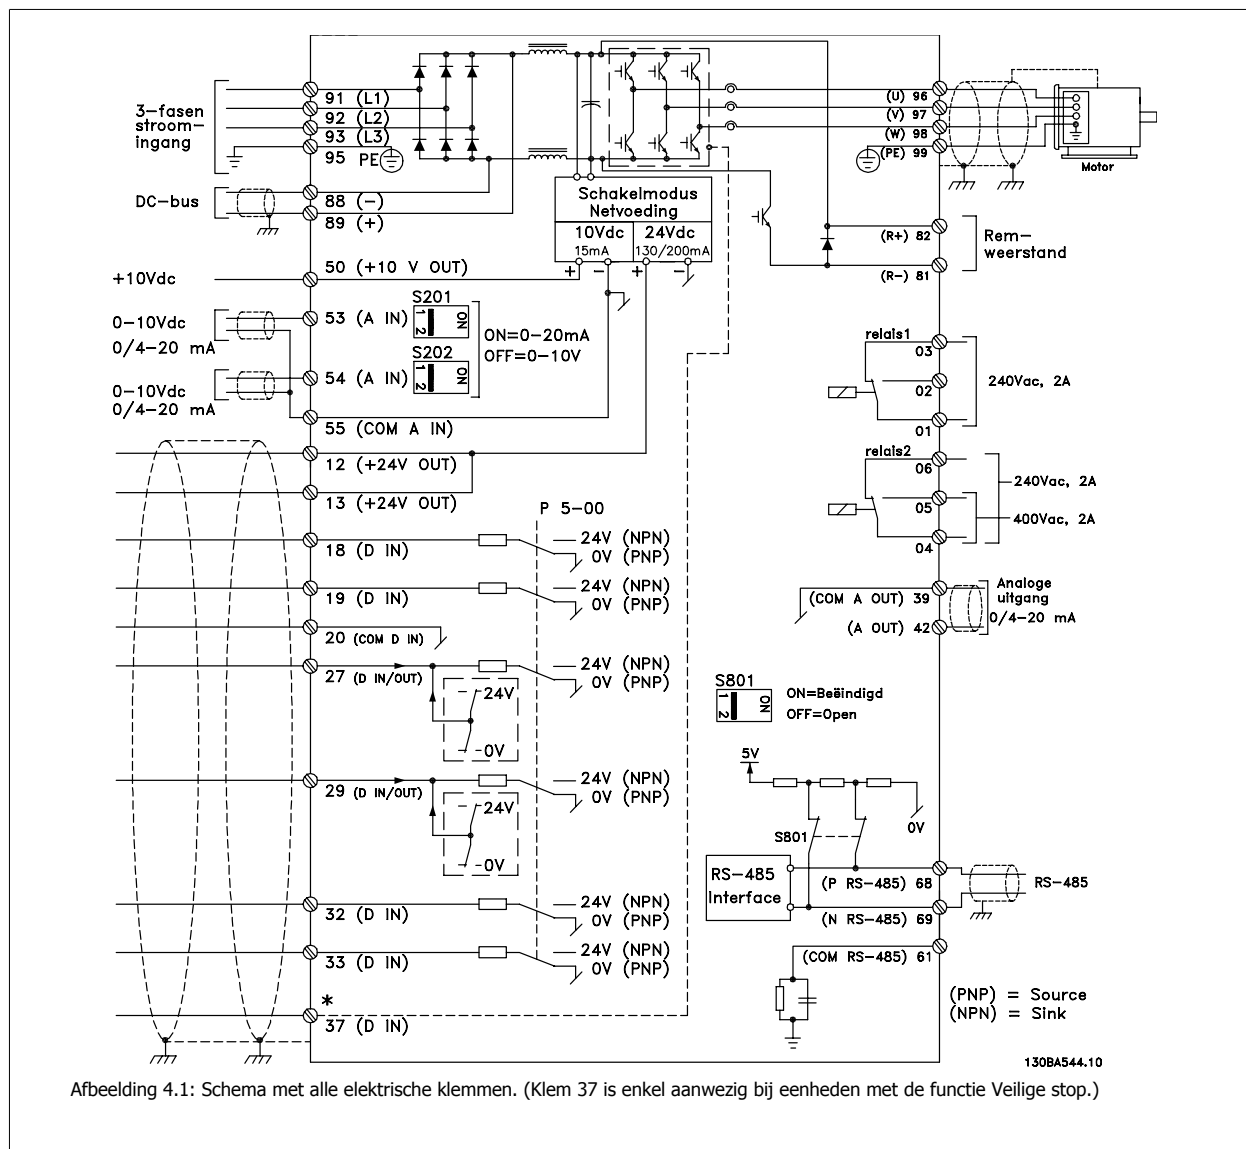 3-fasen
stroom-
ingang
91 (L1)
92 (L2)
93 (L3)
95 PE
DC-bus
88 (-)
89 (+)
Schakelmodus
Netvoeding
10Vdc
15mA
24Vdc
130/200mA
+ - + -
(U) 96
(V) 97
(W) 98
(PE) 99
Motor
(R+) 82
(R-) 81
Rem-
weerstand
+10Vdc
50 (+10 V OUT)
0-10Vdc
0/4-20 mA
53 (A IN)
S201
1 2
ON
ON=0-20mA
OFF=0-10V
S202
1 2
ON
0-10Vdc
0/4-20 mA
54 (A IN)
55 (COM A IN)
12 (+24V OUT)
13 (+24V OUT)
relais1
03
02
01
240Vac, 2A
relais2
06
05
04
240Vac, 2A
400Vac, 2A
P 5-00
18 (D IN)
24V (NPN)
0V (PNP)
19 (D IN)
24V (NPN)
0V (PNP)
20 (COM D IN)
27 (D IN/OUT)
24V (NPN)
0V (PNP)
24V
0V
29 (D IN/OUT)
24V (NPN)
0V (PNP)
24V
0V
32 (D IN)
24V (NPN)
0V (PNP)
33 (D IN)
24V (NPN)
0V (PNP)
*
37 (D IN)
(COM A OUT) 39
(A OUT) 42
Analoge
uitgang
0/4-20 mA
S801
1 2
ON
ON=Beëindigd
OFF=Open
5V
S801
0V
RS-485
Interface
(P RS-485) 68
(N RS-485) 69
RS-485
(COM RS-485) 61
(PNP) = Source
(NPN) = Sink
130BA544.10
Afbeelding 4.1: Schema met alle elektrische klemmen. (Klem 37 is enkel aanwezig bij eenheden met de functie Veilige stop.)